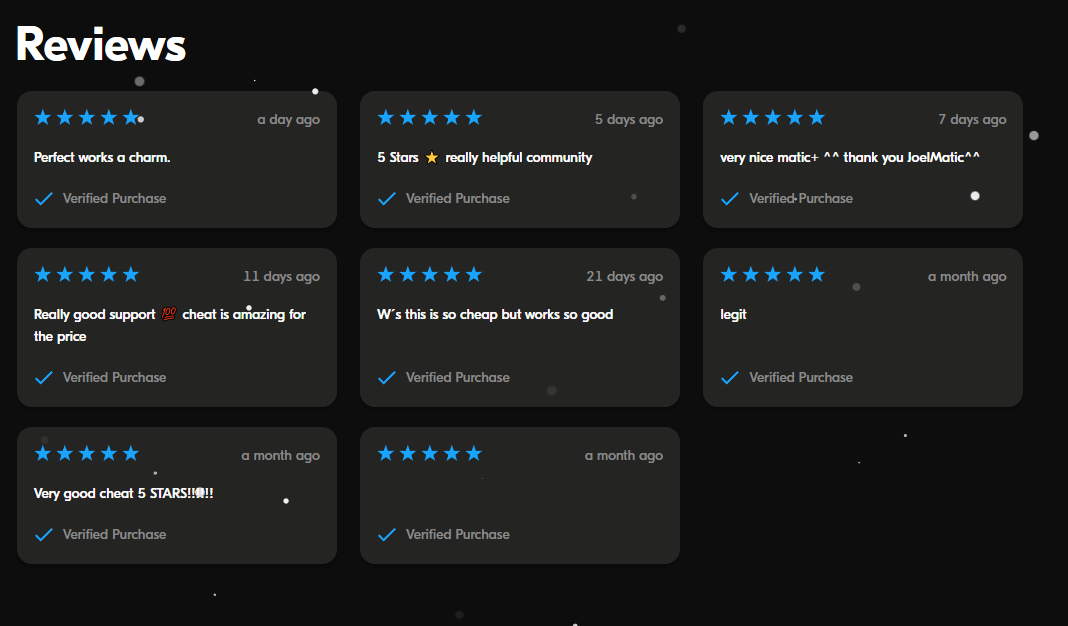 Reviews
a day ago
Perfect works a charm.
Verified Purchase
5 days ago
5 Stars ⭐ really helpful community
Verified Purchase
7 days ago
very nice matic+ ^^ thank you JoelMatic^^
Verified Purchase
11 days ago
Really good support 💯 cheat is amazing for
the price
Verified Purchase
21 days ago
W´s this is so cheap but works so good
Verified Purchase
a month ago
legit
Verified Purchase
a month ago
Very good cheat 5 STARS!!!!!!
Verified Purchase
a month ago
Verified Purchase